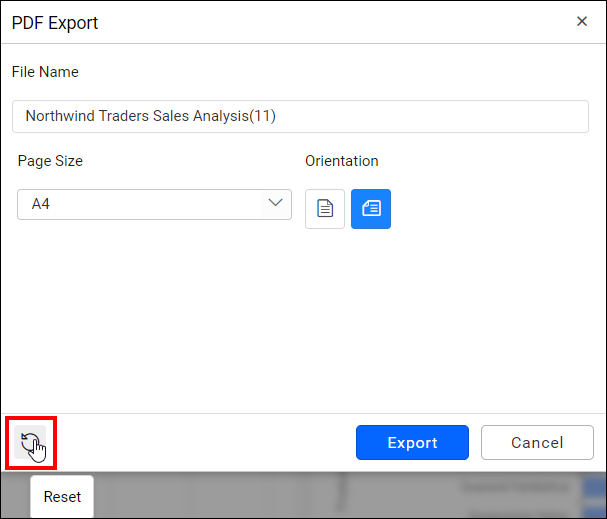 PDF Export
File Name
Northwind Traders Sales Analysis(11)
Page Size Orientation
A4
Export Cancel
Reset